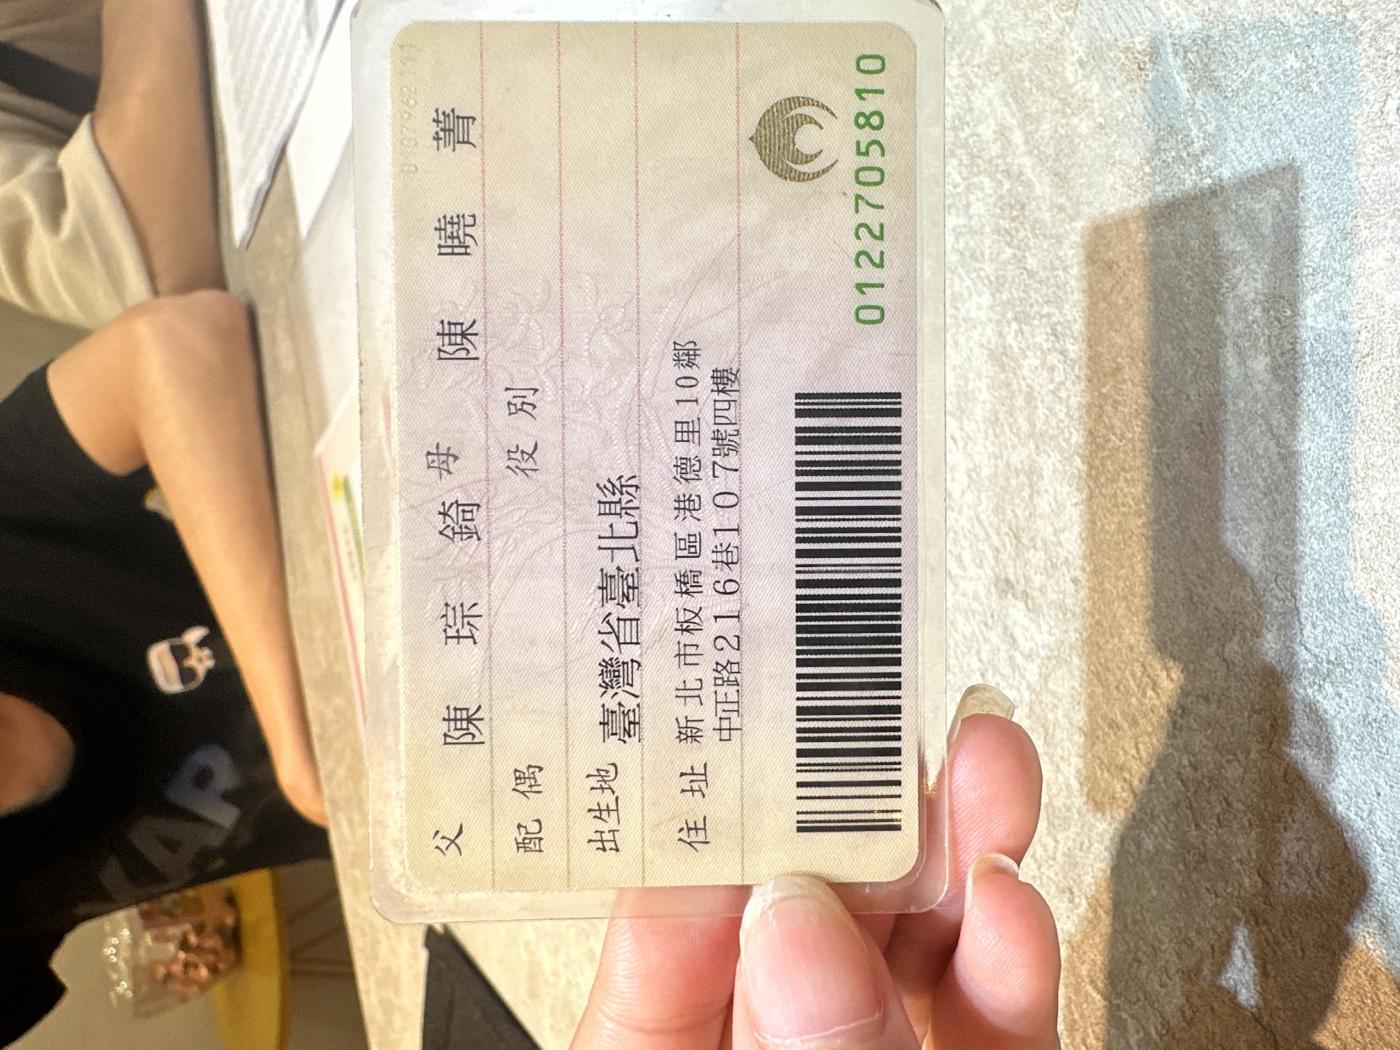 父 陳琮錡 母 陳曉菁
配偶 役別
出生地 臺灣省臺北縣
住址 新北市板橋區港德里10鄰
中正路216巷107號四樓
0122705810